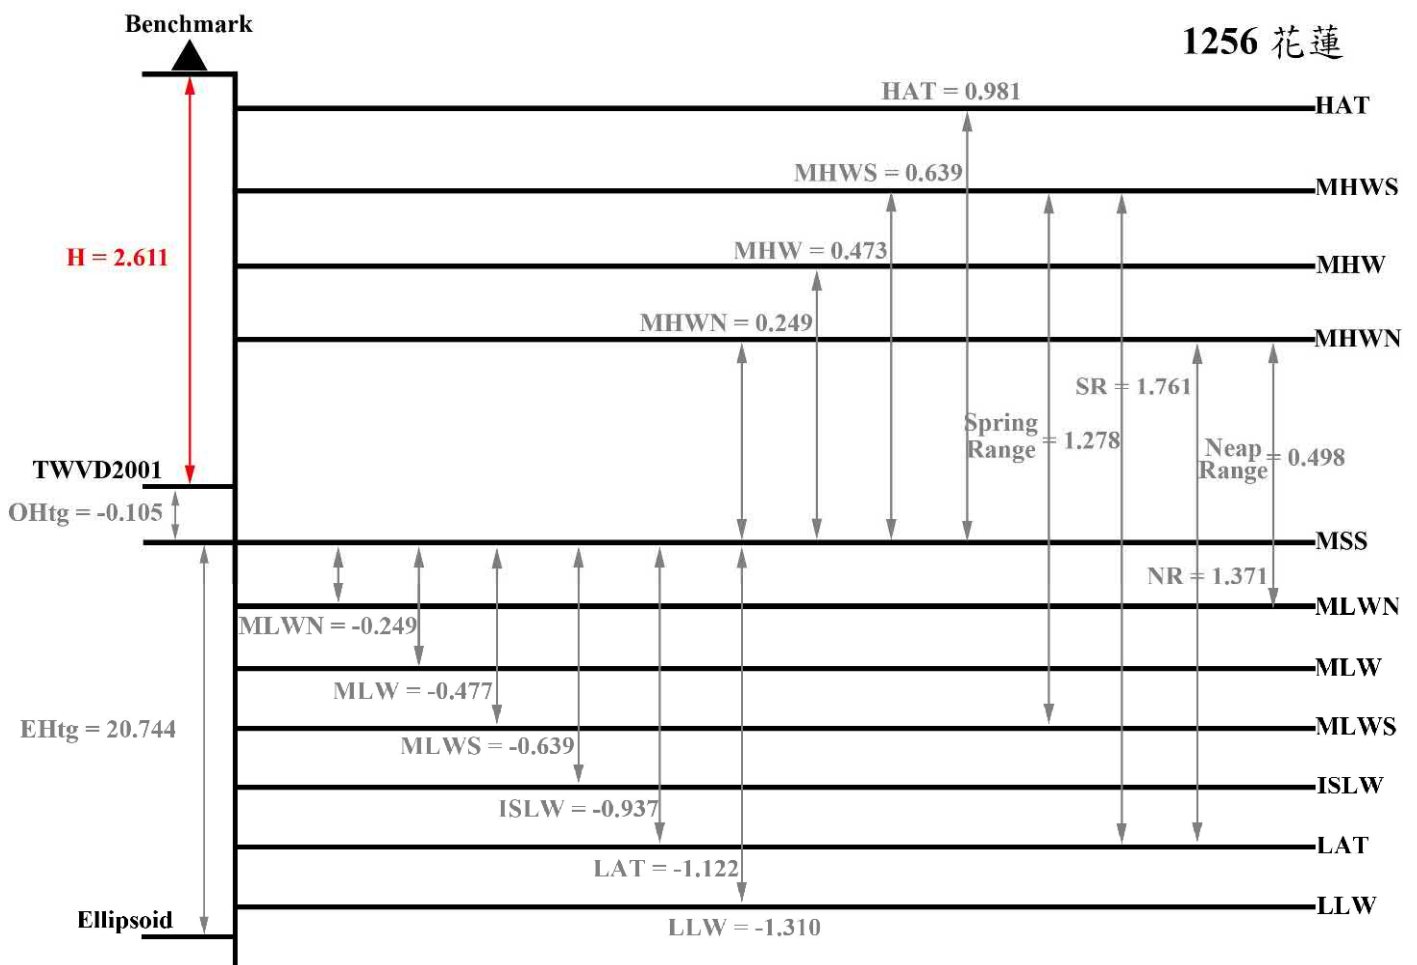 Benchmark
1256 花蓮
HAT = 0.981
HAT
MHWS = 0.639
MHWS
H = 2.611
MHW = 0.473
MHW
MHWN = 0.249
MHWN
SR = 1.761
Spring
Range = 1.278
Neap
Range = 0.498
TWVD2001
OHtg = -0.105
MSS
NR = 1.371
MLWN = -0.249
MLWN
MLW
MLW = -0.477
EHtg = 20.744
MLWS
MLWS = -0.639
ISLW
ISLW = -0.937
LAT
LAT = -1.122
LLW
Ellipsoid
LLW = -1.310